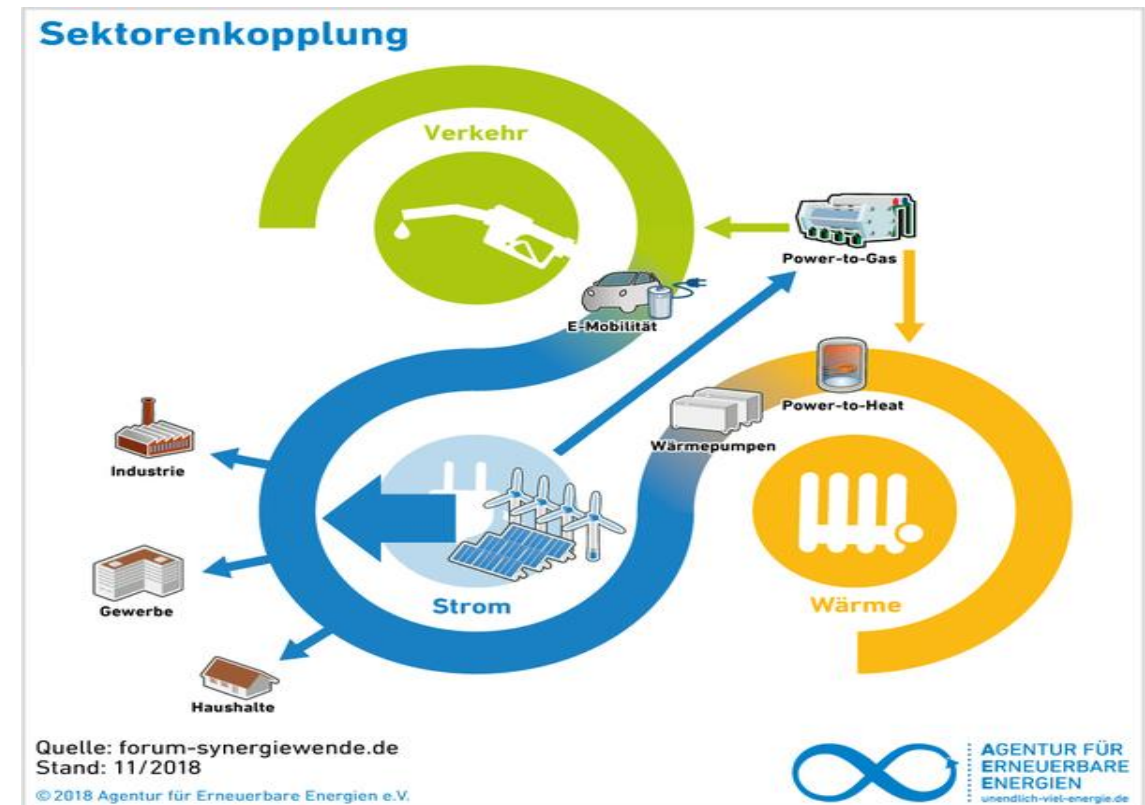 Sektorenkopplung
Verkehr
Power-to-Gas
E-Mobilität
Power-to-Heat
Wärmepumpen
Industrie
Gewerbe
Strom
Wärme
Haushalte
Quelle: forum-synergiewende.de
Stand: 11/2018
© 2018 Agentur für Erneuerbare Energien e.V.
AGENTUR FÜR
ERNEUERBARE
ENERGIEN
unendlich-viel-energie.de